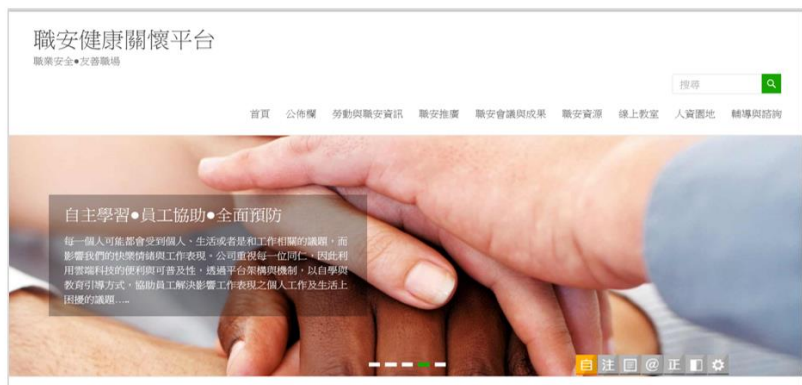 職安健康關懷平台
職業安全●友善職場
搜尋
首頁 公佈欄 勞動與職安資訊 職安推廣 職安會議與成果 職安資源 線上教室 人資園地 輔導與諮詢
自主學習●員工協助●全面預防
每一個人可能都會受到個人、生活或者是和工作相關的議題，而
影響我們的快樂情緒與工作表現。公司重視每一位同仁，因此利
用雲端科技的便利與可普及性，透過平台架構與機制，以自學與
教育引導方式，協助員工解決影響工作表現之個人工作及生活上
困擾的議題.....
自 注 @ 正